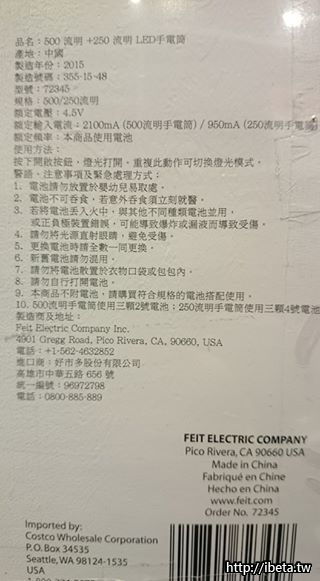 品名：500 流明 +250 流明 LED手電筒
產地：中國
製造年份：2015
製造號碼：355-15-48
型號：72345
規格：500/250流明
額定電壓：4.5V
額定輸入電流：2100mA (500流明手電筒) / 950mA (250流明手電筒)
額定頻率：本商品使用電池
使用方法：
按下開啟按鈕，燈光打開。重複此動作可切換燈光模式。
警語、注意事項及緊急處理方式：
1. 電池請勿放置於嬰幼兒易取處。
2. 電池不可吞食，若意外吞食須立刻就醫。
3. 若將電池丟入火中，與其他不同種類電池並用，
或正負極裝置錯誤，可能導致爆炸或漏液而導致受傷。
4. 請勿將光源直射眼睛，避免受傷。
5. 更換電池時請全數一同更換。
6. 新舊電池請勿混用。
7. 請勿將電池散置於衣物口袋或包包內。
8. 請勿自行打開電池。
9. 本商品不附電池，請購買符合規格的電池搭配使用。
10. 500流明手電筒使用三顆2號電池；250流明手電筒使用三顆4號電池
製造商及地址：
Feit Electric Company Inc.
4901 Gregg Road, Pico Rivera, CA, 90660, USA
電話：+1-562-4632852
進口商：好市多股份有限公司
高雄市中華五路 656 號
統一編號：96972798
電話：0800-885-889
FEIT ELECTRIC COMPANY
Pico Rivera, CA 90660 USA
Made in China
Fabriqué en Chine
Hecho en China
www.feit.com
Order No. 72345
Imported by:
Costco Wholesale Corporation
P.O. Box 34535
Seattle, WA 98124-1535
USA
http://ibeta.tw